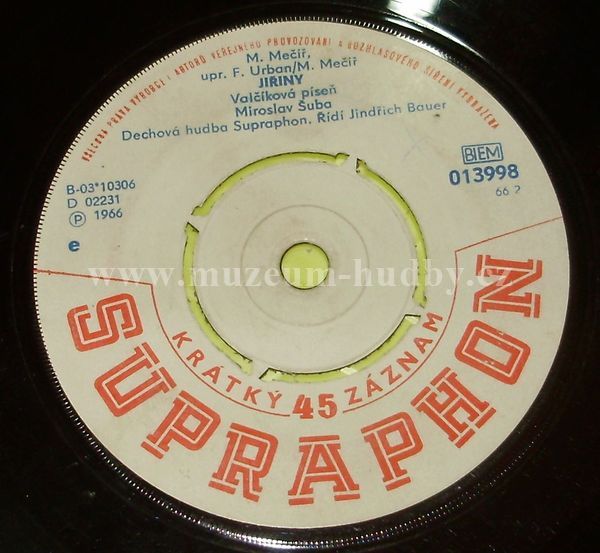 VŠECHNA PRÁVA VÝROBCE I AUTORŮ VEŘEJNÉHO PROVOZOVÁNÍ A ROZHLASOVÉHO ŠÍŘENÍ VYHRAŽENA
M. Mečíř,
upr. F. Urban/M. Mečíř
JIŘINY
Valčíková píseň
Miroslav Šuba
Dechová hudba Supraphon. Řídí Jindřich Bauer
B-03*10306
D 02231
Ⓟ 1966
e
BIEM
013998
66.2
www.muzeum-hudby.cz
KRÁTKÝ 45 ZÁZNAM
SUPRAPHON